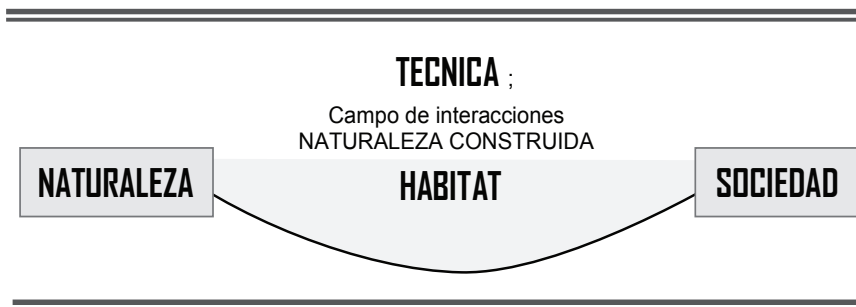 TECNICA ;
Campo de interacciones
NATURALEZA CONSTRUIDA
NATURALEZA
HABITAT
SOCIEDAD